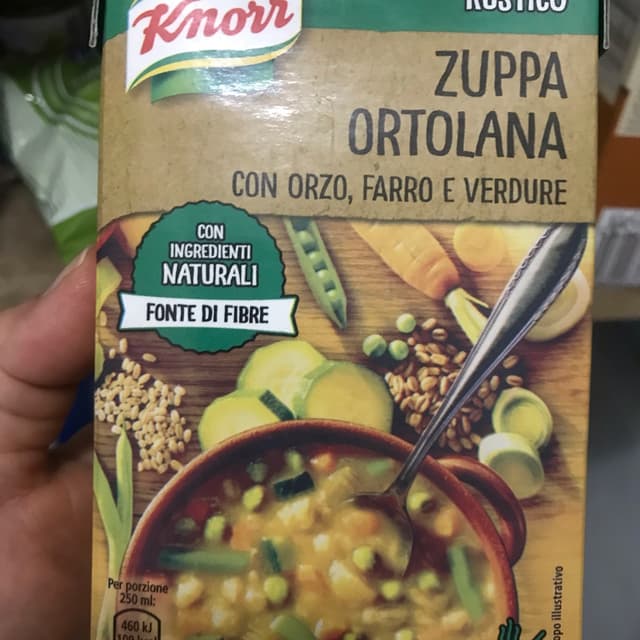 Knorr
RUSTICO
ZUPPA
ORTOLANA
CON ORZO, FARRO E VERDURE
CON
INGREDIENTI
NATURALI
FONTE DI FIBRE
Per porzione
250 ml:
460 kJ
illustrativo